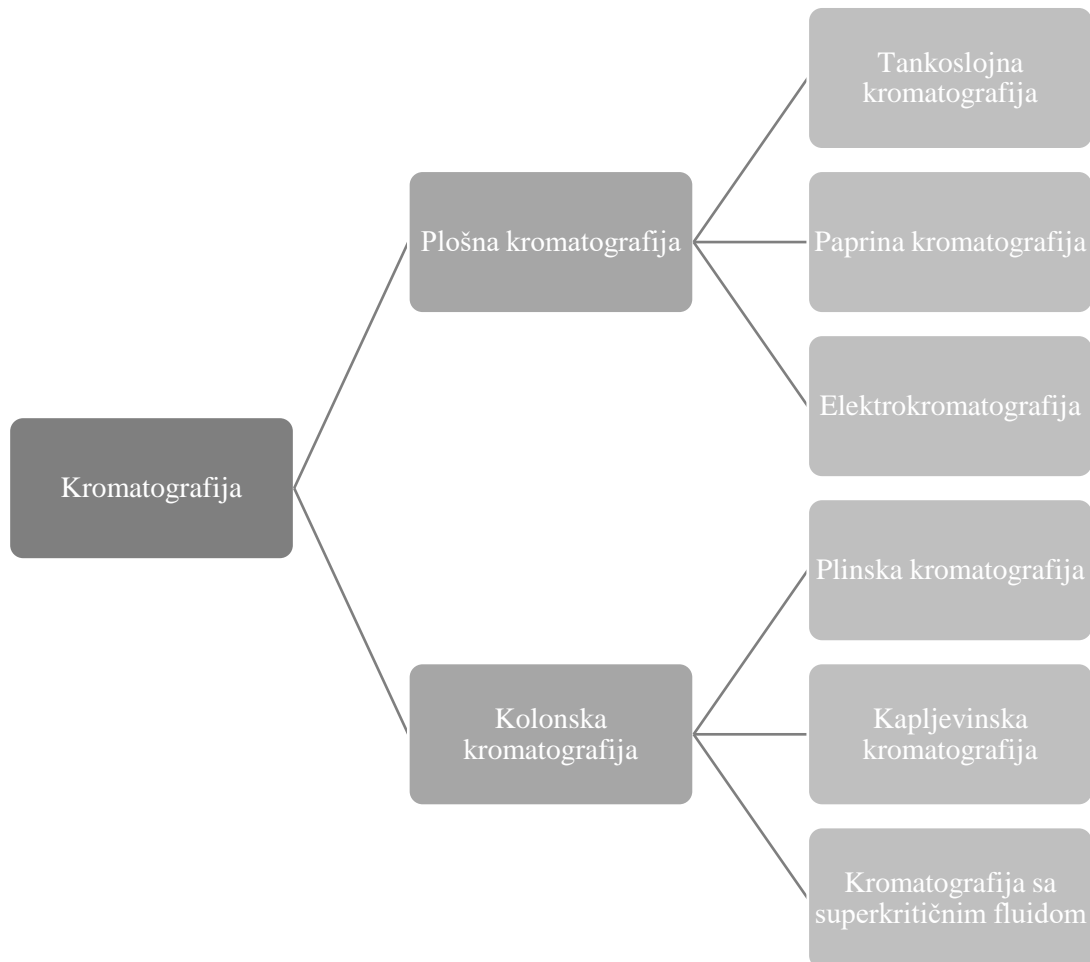 Tankoslojna
kromatografija
Plošna kromatografija
Paprina kromatografija
Elektrokromatografija
Kromatografija
Plinska kromatografija
Kolonska
kromatografija
Kapljevinska
kromatografija
Kromatografija sa
superkritičnim fluidom